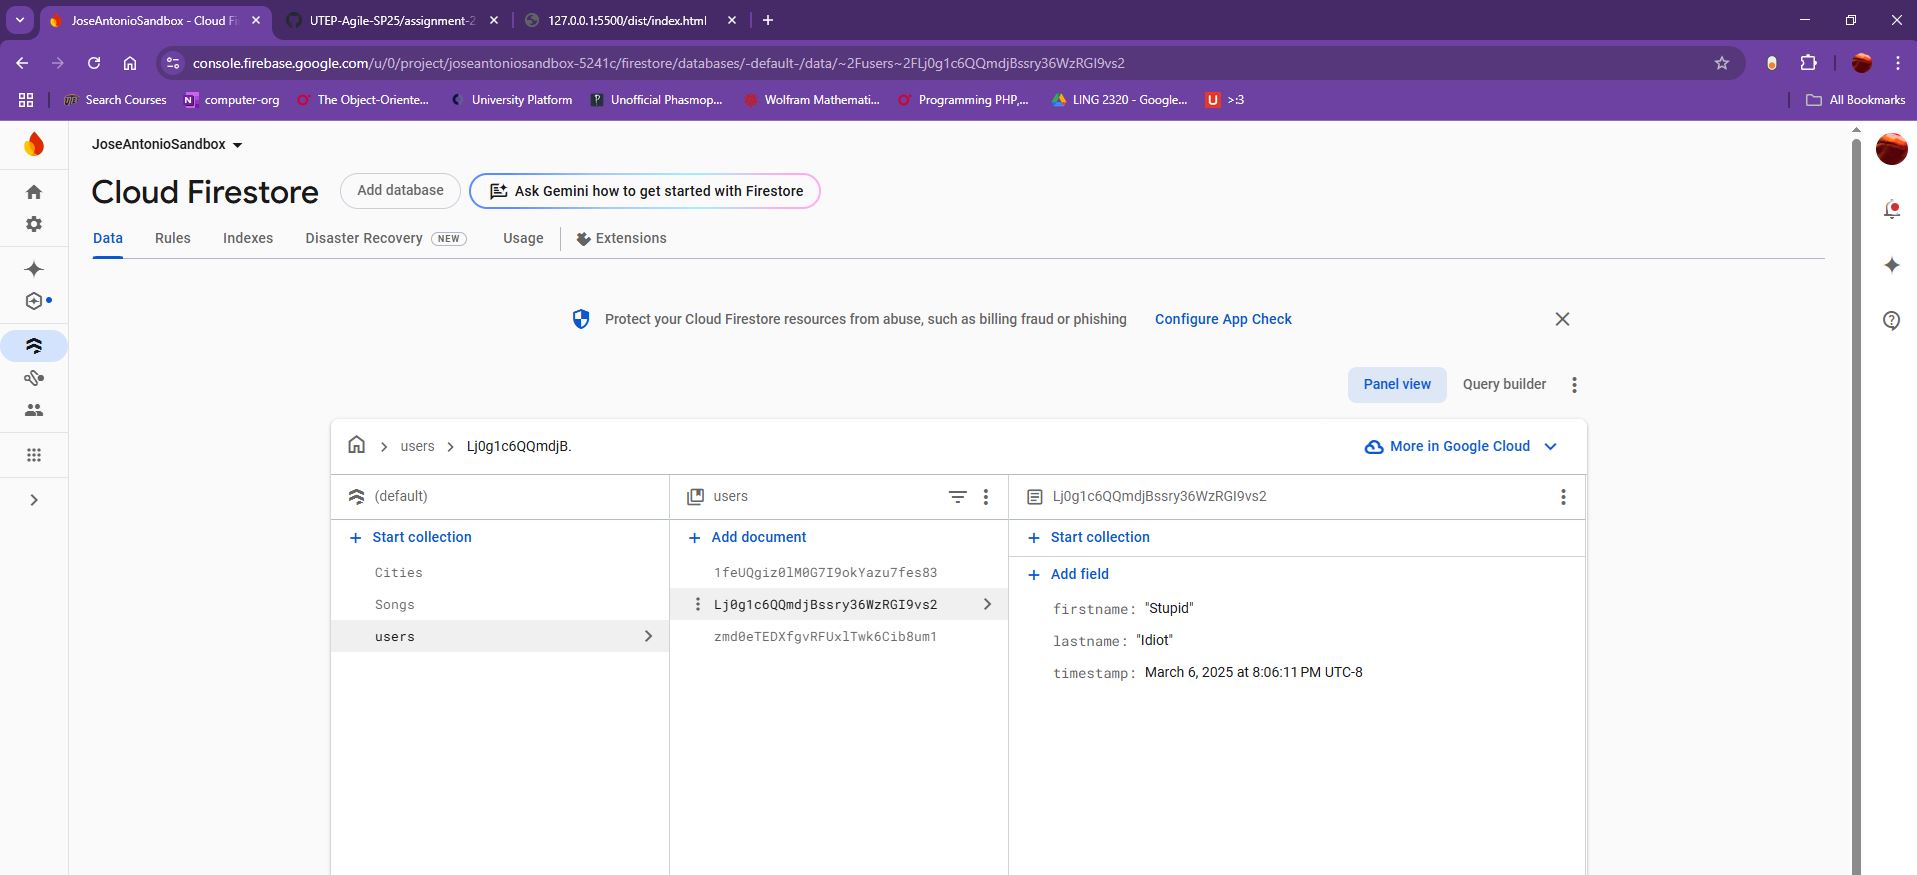 JoseAntonioSandbox - Cloud Fi
UTEP-Agile-SP25/assignment-2
127.0.0.1:5500/dist/index.html
console.firebase.google.com/u/0/project/joseantoniosandbox-5241c/firestore/databases/-default-/data/~2Fusers~2FLj0g1c6QQmdjBssry36WzRGI9vs2
Search Courses
computer-org
The Object-Oriente...
University Platform
Unofficial Phasmop...
Wolfram Mathemati...
Programming PHP,...
LING 2320 - Google...
>:3
All Bookmarks
JoseAntonioSandbox
Cloud Firestore
Add database
Ask Gemini how to get started with Firestore
Data
Rules
Indexes
Disaster Recovery NEW
Usage
Extensions
Protect your Cloud Firestore resources from abuse, such as billing fraud or phishing
Configure App Check
Panel view
Query builder
users
Lj0g1c6QQmdjB.
More in Google Cloud
(default)
users
Lj0g1c6QQmdjBssry36WzRGI9vs2
Start collection
Add document
Start collection
Cities
1feUQgiz0lM0G7I9okYazu7fes83
Add field
Songs
Lj0g1c6QQmdjBssry36WzRGI9vs2
firstname: "Stupid"
users
zmd0eTEDXfgvRFUxlTwk6Cib8um1
lastname: "Idiot"
timestamp: March 6, 2025 at 8:06:11 PM UTC-8